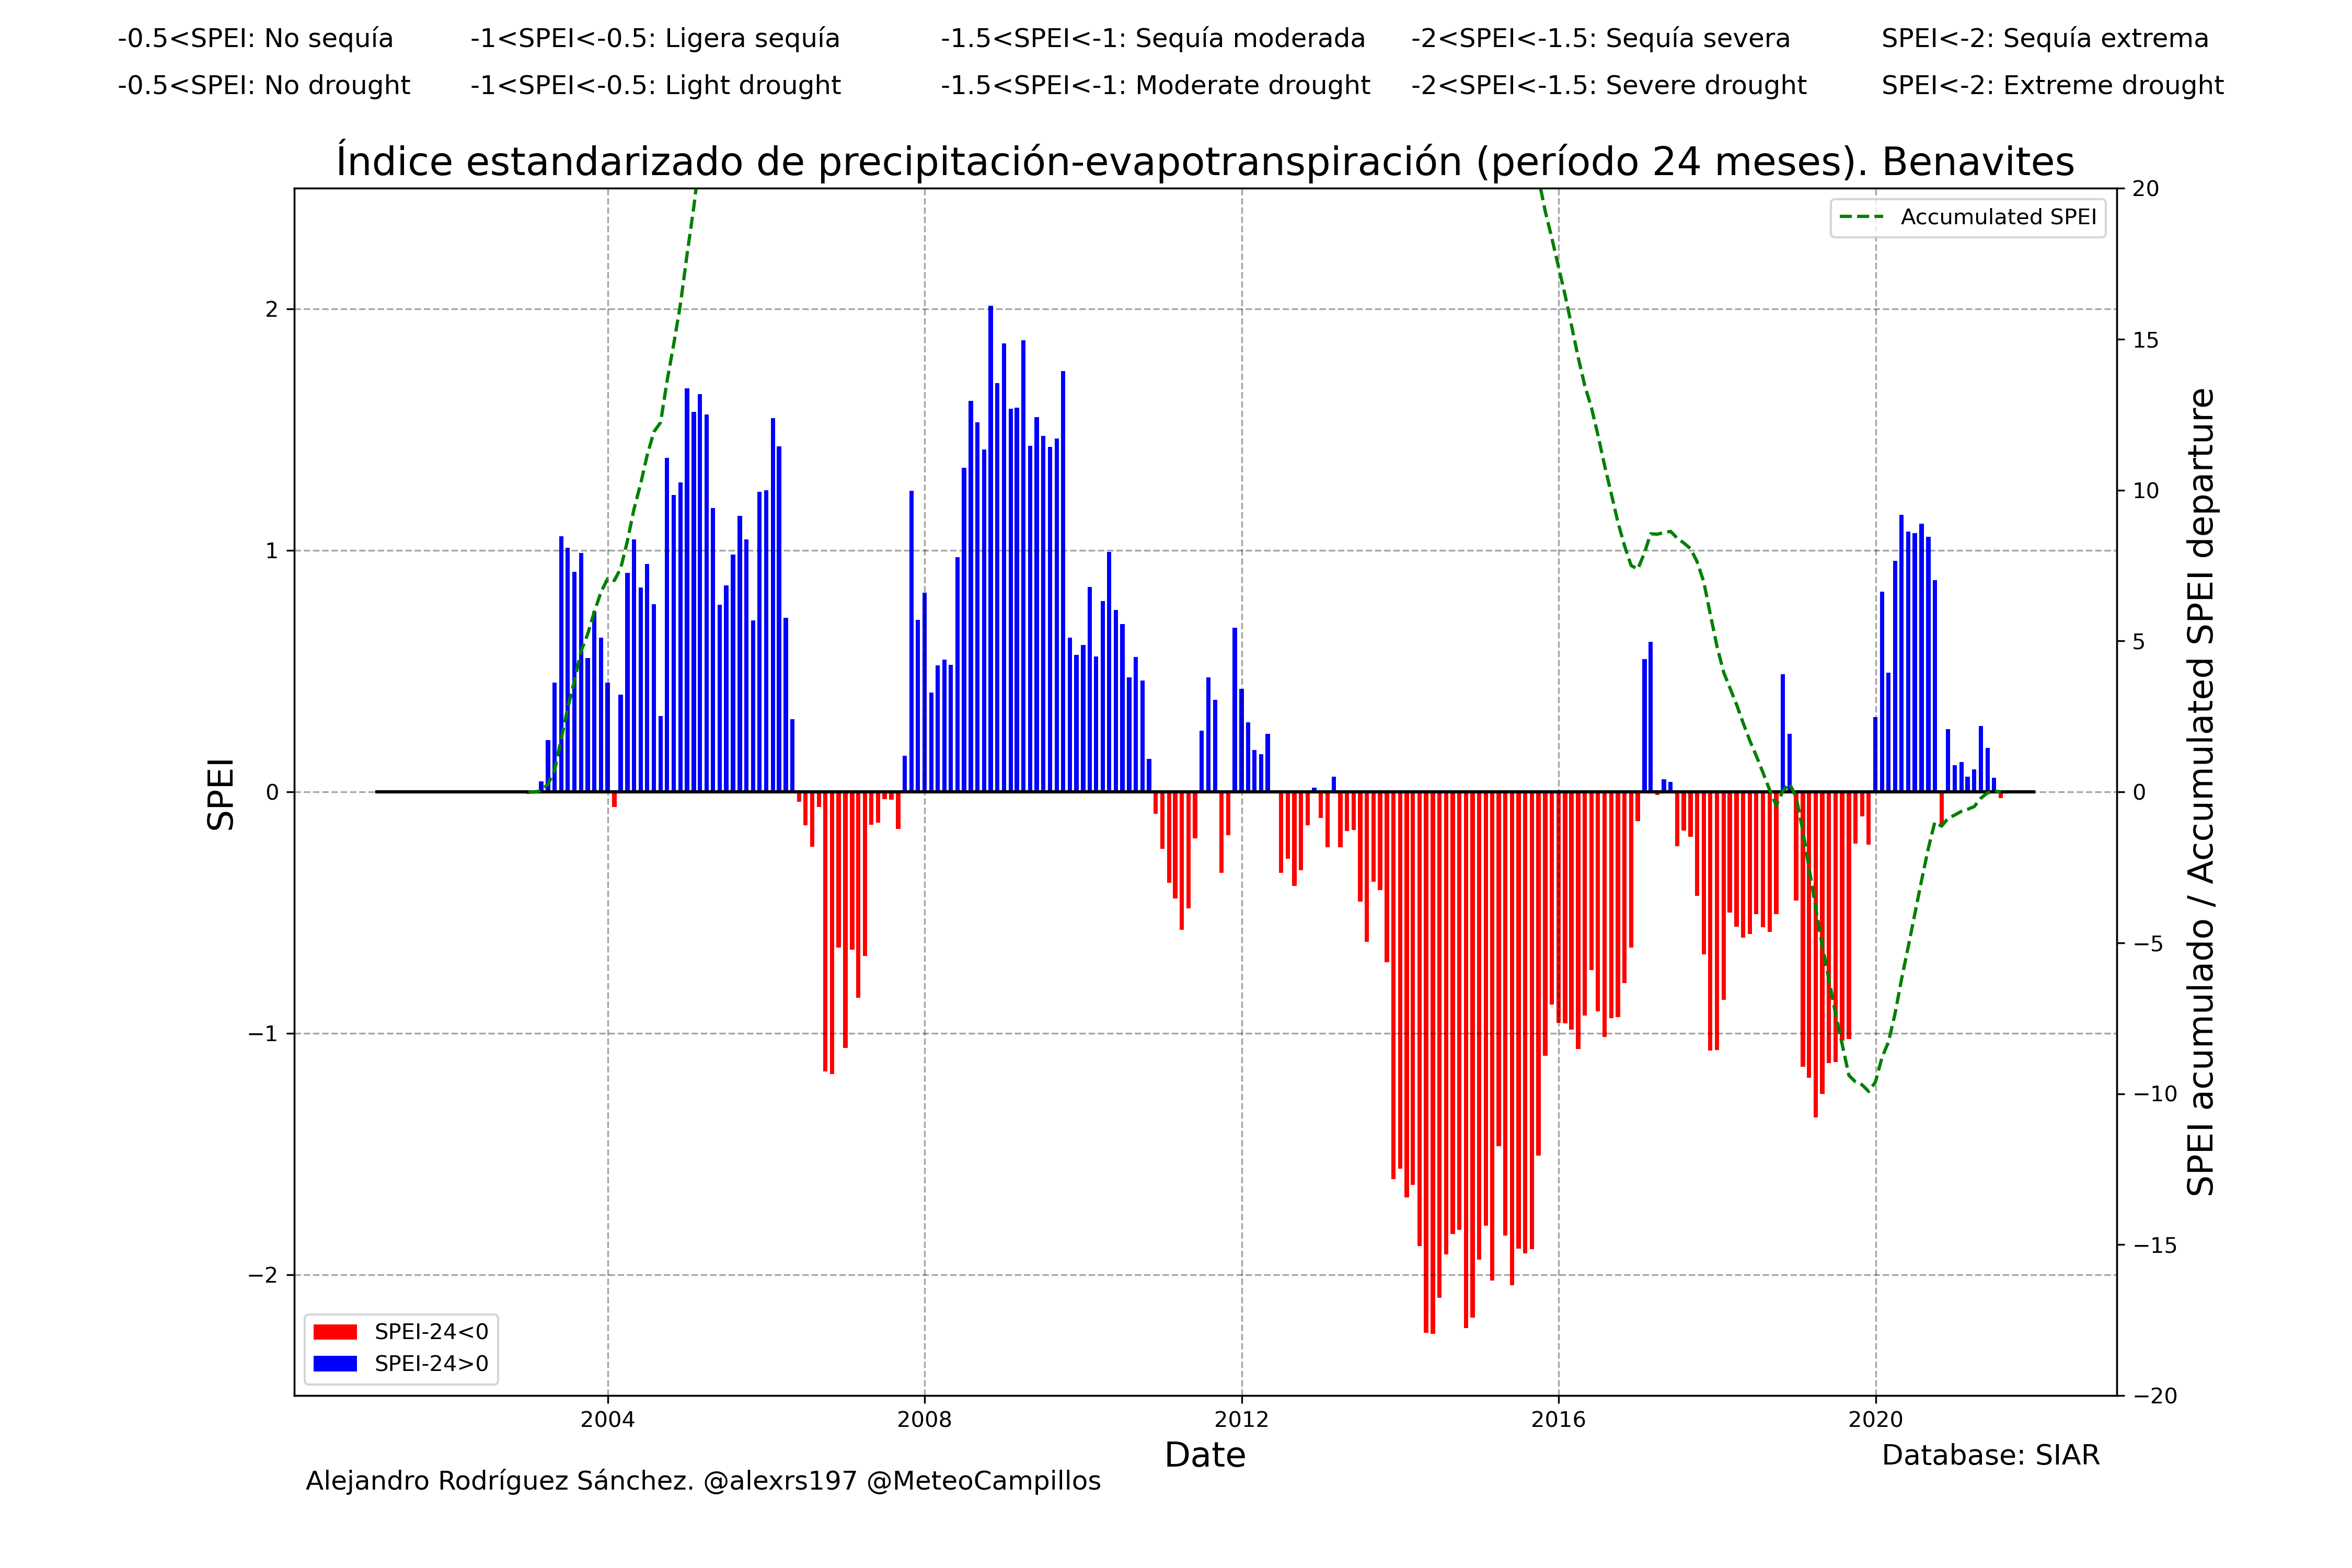 -0.5<SPEI: No sequía -1<SPEI<-0.5: Ligera sequía -1.5<SPEI<-1: Sequía moderada -2<SPEI<-1.5: Sequía severa SPEI<-2: Sequía extrema
-0.5<SPEI: No drought -1<SPEI<-0.5: Light drought -1.5<SPEI<-1: Moderate drought -2<SPEI<-1.5: Severe drought SPEI<-2: Extreme drought
Índice estandarizado de precipitación-evapotranspiración (período 24 meses). Benavites
Accumulated SPEI
SPEI
2
1
0
−1
−2
20
15
10
5
0
−5
−10
−15
−20
SPEI acumulado / Accumulated SPEI departure
SPEI-24<0
SPEI-24>0
2004 2008 2012 2016 2020
Date
Database: SIAR
Alejandro Rodríguez Sánchez. @alexrs197 @MeteoCampillos